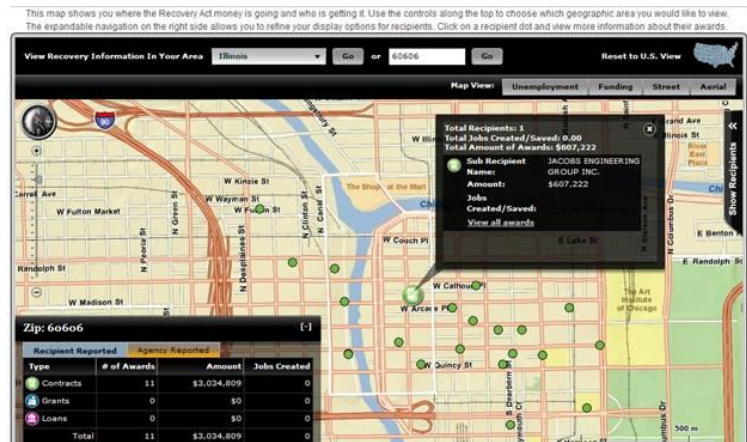 This map shows you where the Recovery Act money is going and who is getting it. Use the controls along the top to choose which geographic area you would like to view.
The expandable navigation on the right side allows you to refine your display options for recipients. Click on a recipient dot and view more information about their awards.
View Recovery Information In Your Area Illinois Go or 60606 Go Reset to U.S. View
Map View: Unemployment Funding Street Aerial
90
Total Recipients: 1
Total Jobs Created/Saved: 0.00
Total Amount of Awards: $607,222
Sub Recipient Name: JACOBS ENGINEERING GROUP INC.
Amount: $607,222
Jobs Created/Saved:
View all awards
Show Recipients
Grand Ave
Illinois St
River East Plaza
W Kinzie St
W Wayman St
W Fulton St
W Fulton Market
The Shops at the Mart
N Green St
N Peoria St
N Desplaines St
N Clinton St
N Canal St
W Couch Pl
E Lake St
N Columbus Dr
E Benton
Randolph St
E Randolph St
W Calhoun Pl
W Madison St
W Arcade Pl
The Art Institute of Chicago
W Quincy St
S Dearborn St
500 m
Zip: 60606 [-]
Recipient Reported Agency Reported
Type # of Awards Amount Jobs Created
Contracts 11 $3,034,809 0
Grants 0 $0 0
Loans 0 $0 0
Total 11 $3,034,809 0